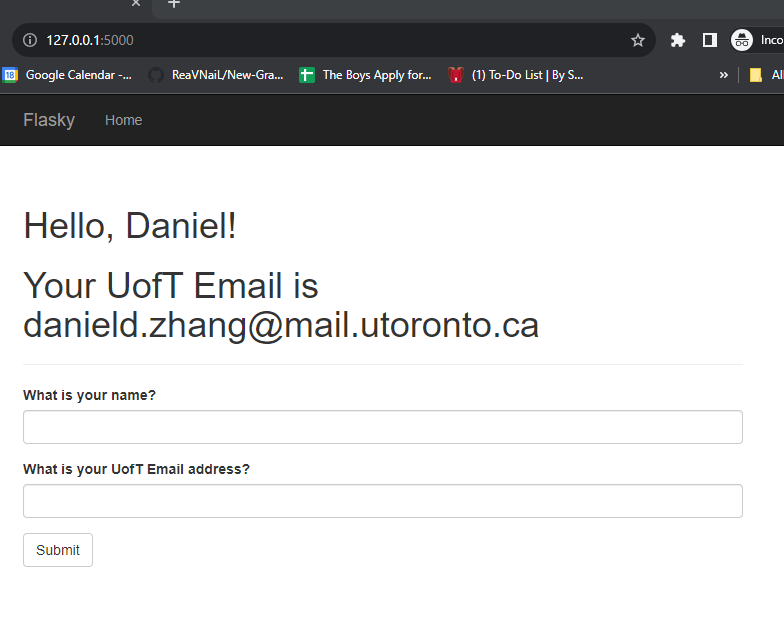 127.0.0.1:5000
Inco
18 Google Calendar -... ReaVNaiL/New-Gra... The Boys Apply for... (1) To-Do List | By S... » All
Flasky Home
Hello, Daniel!
Your UofT Email is
danield.zhang@mail.utoronto.ca
What is your name?
What is your UofT Email address?
Submit